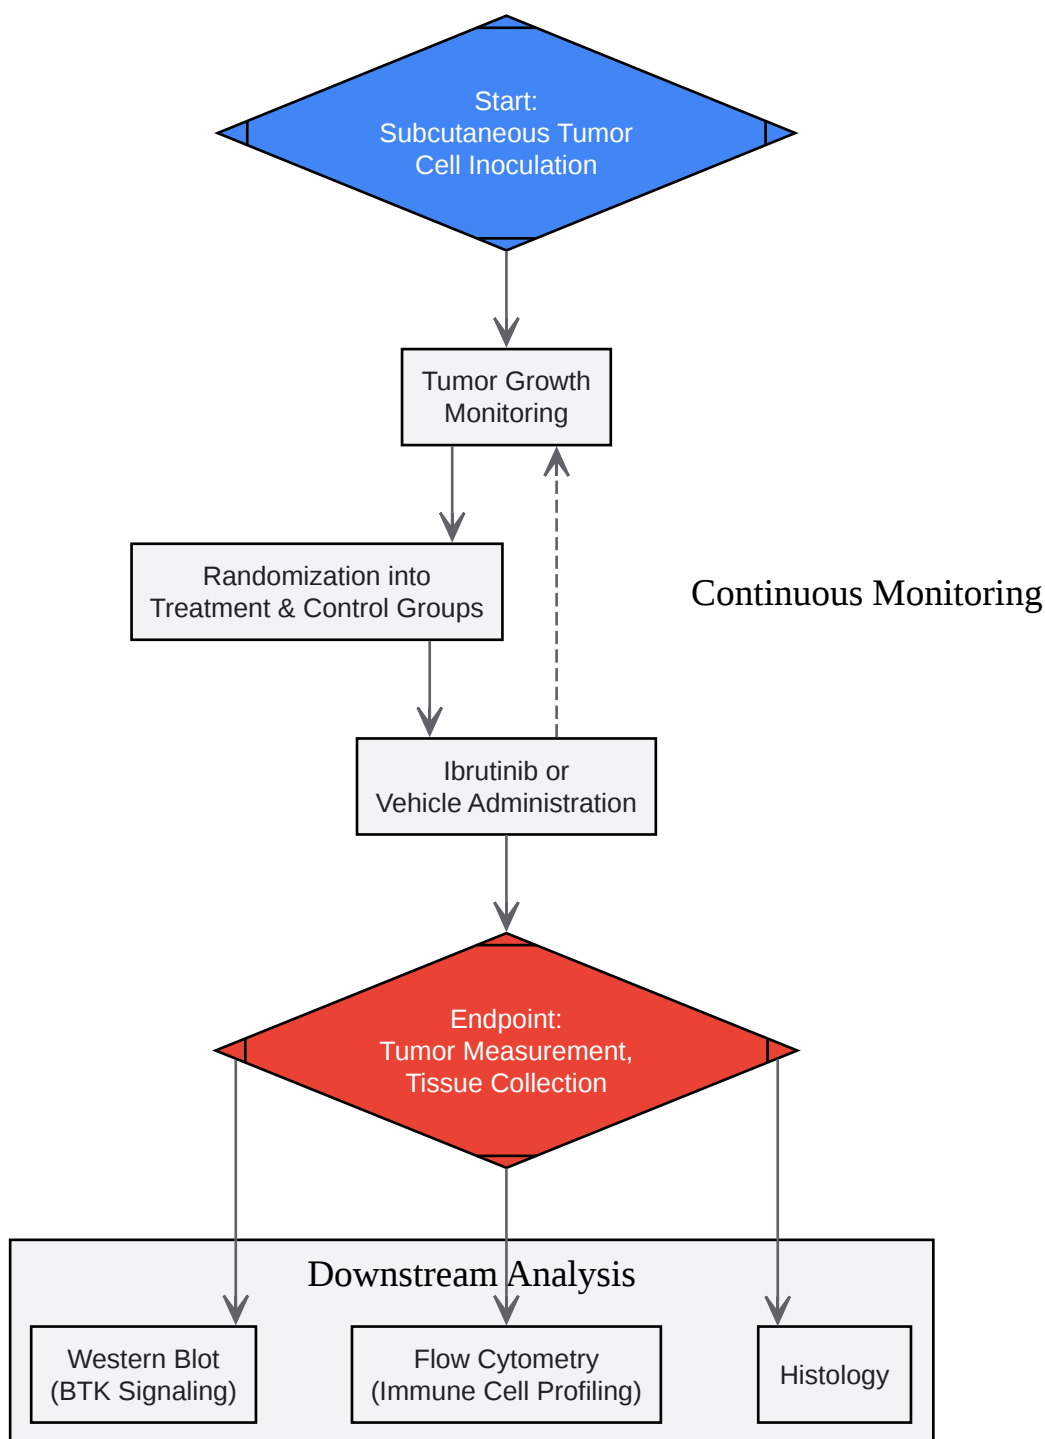 Start:
Subcutaneous Tumor
Cell Inoculation
Tumor Growth
Monitoring
Randomization into
Treatment & Control Groups
Continuous Monitoring
Ibrutinib or
Vehicle Administration
Endpoint:
Tumor Measurement,
Tissue Collection
Downstream Analysis
Western Blot
(BTK Signaling)
Flow Cytometry
(Immune Cell Profiling)
Histology